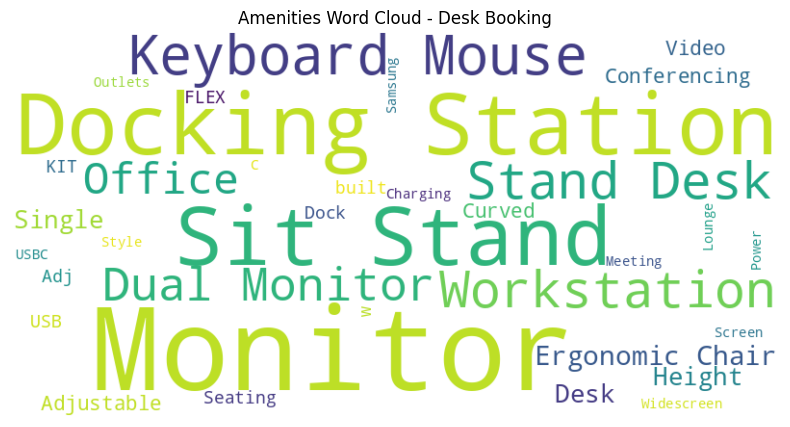 Amenities Word Cloud - Desk Booking
Keyboard Mouse
Video
Conferencing
Outlets
Samsung
FLEX
Docking Station
KIT
Office
C
built
Charging
Stand Desk
Single
Dock
Curved
Lounge
Power
Sit Stand
Style
USBC
Meeting
Adj
Dual Monitor
Workstation
USB
w
Monitor
Screen
Ergonomic Chair
Height
Adjustable
Seating
Desk
Widescreen